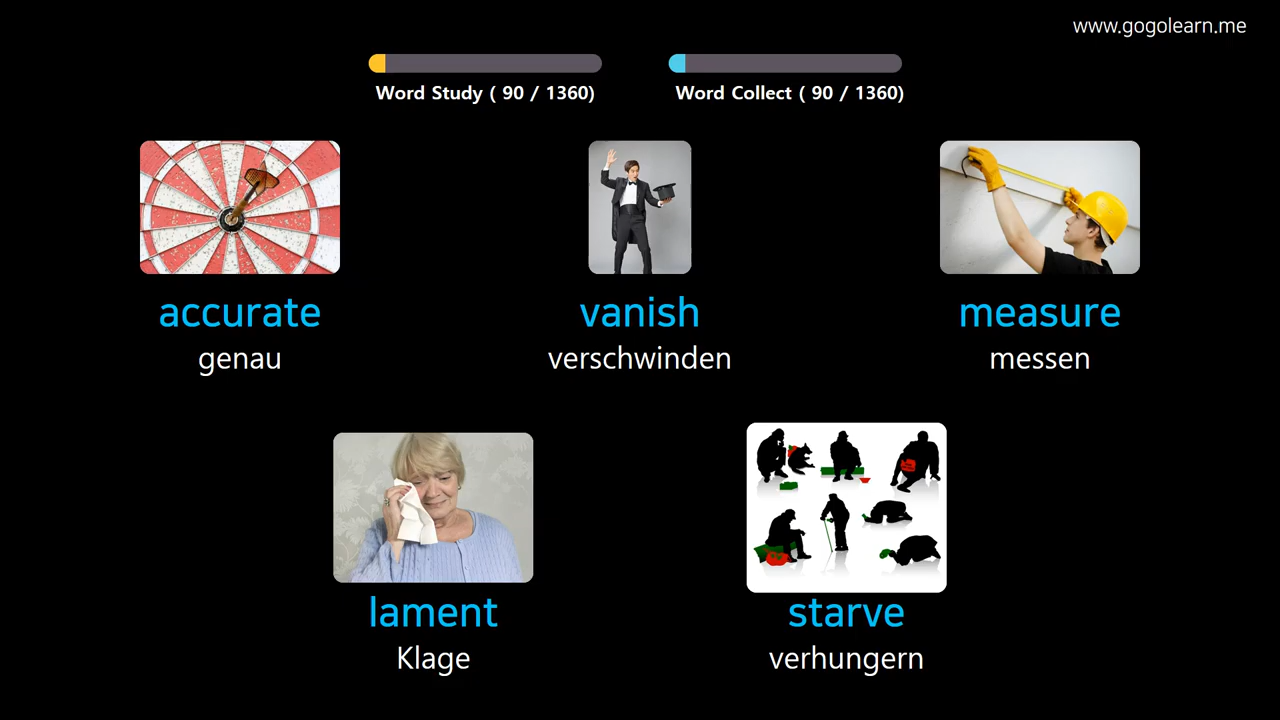 www.gogolearn.me
Word Study ( 90 / 1360)
Word Collect ( 90 / 1360)
accurate
genau
vanish
verschwinden
measure
messen
lament
Klage
starve
verhungern